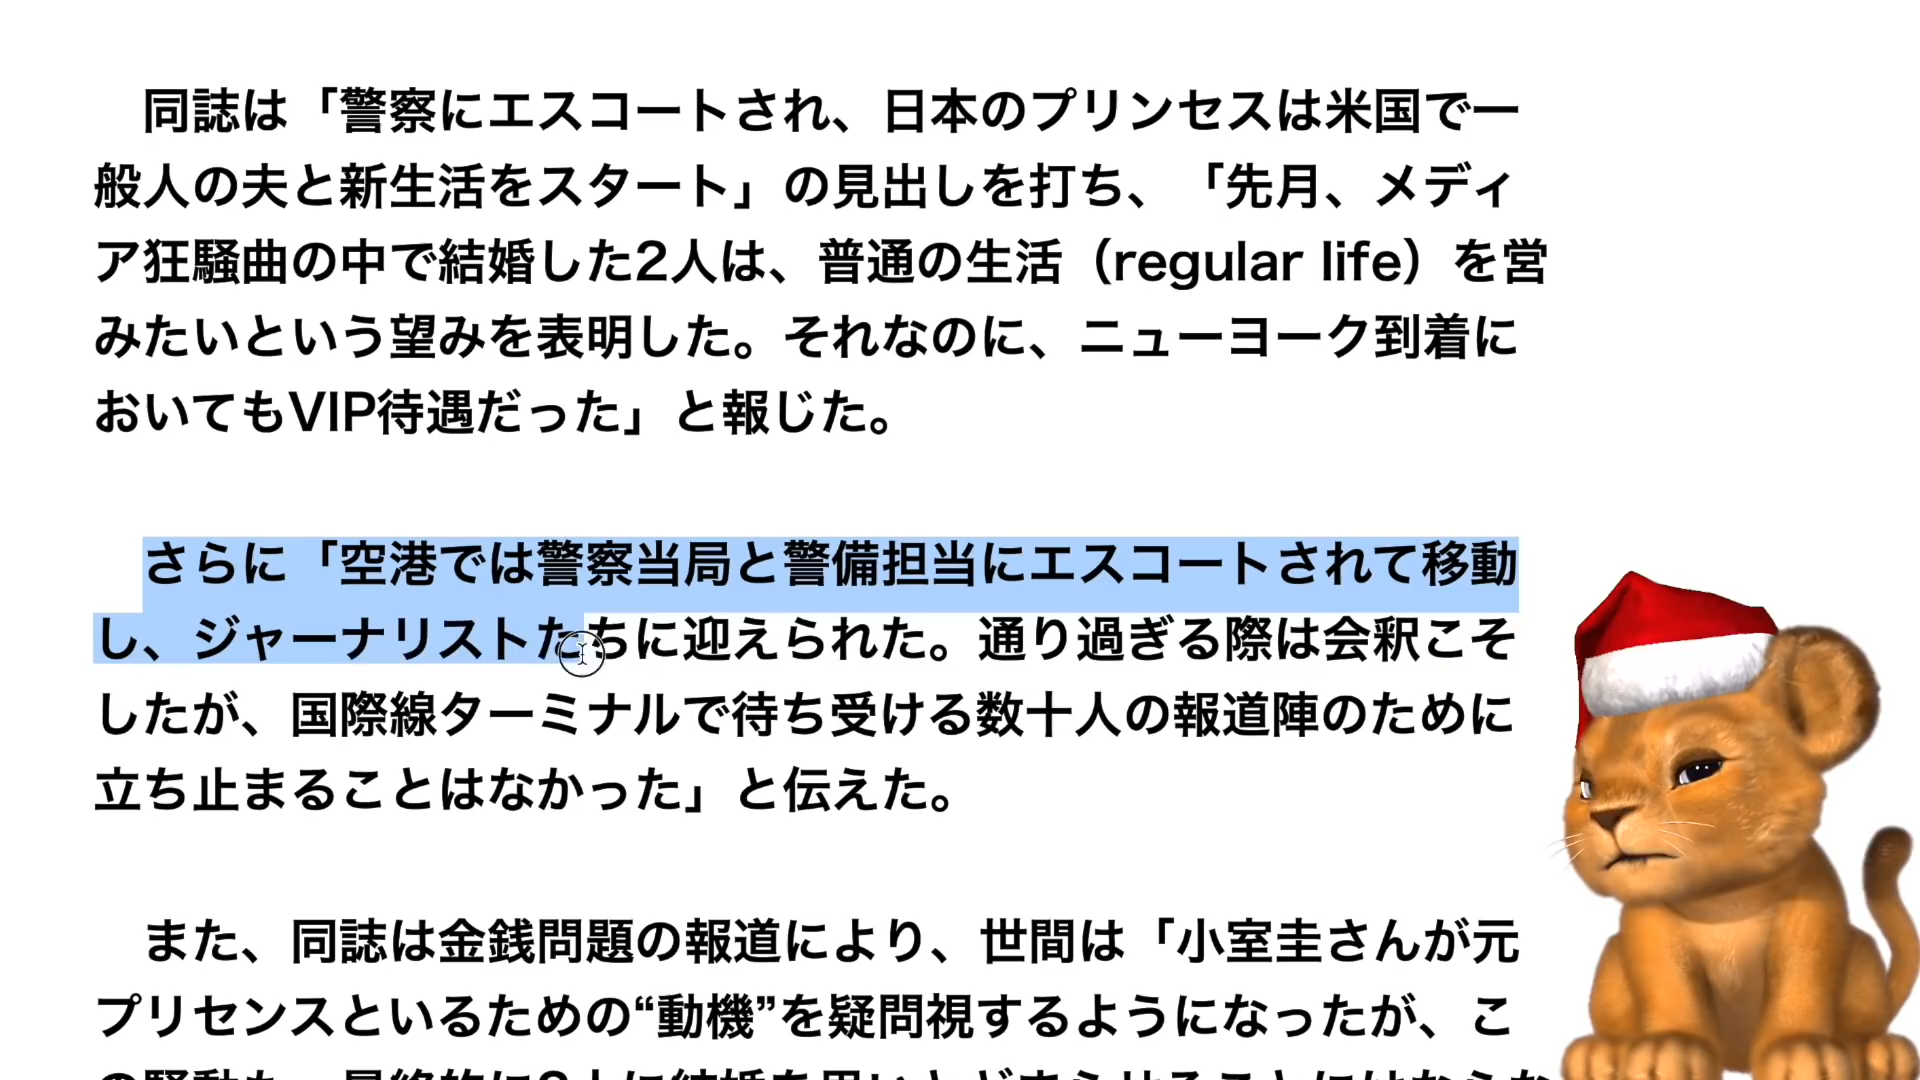 同誌は「警察にエスコートされ、日本のプリンセスは米国で一
般人の夫と新生活をスタート」の見出しを打ち、「先月、メディ
ア狂騒曲の中で結婚した2人は、普通の生活（regular life）を営
みたいという望みを表明した。それなのに、ニューヨーク到着に
おいてもVIP待遇だった」と報じた。
さらに「空港では警察当局と警備担当にエスコートされて移動
し、ジャーナリストたちに迎えられた。通り過ぎる際は会釈こそ
したが、国際線ターミナルで待ち受ける数十人の報道陣のために
立ち止まることはなかった」と伝えた。
また、同誌は金銭問題の報道により、世間は「小室圭さんが元
プリセンスといるための“動機”を疑問視するようになったが、こ